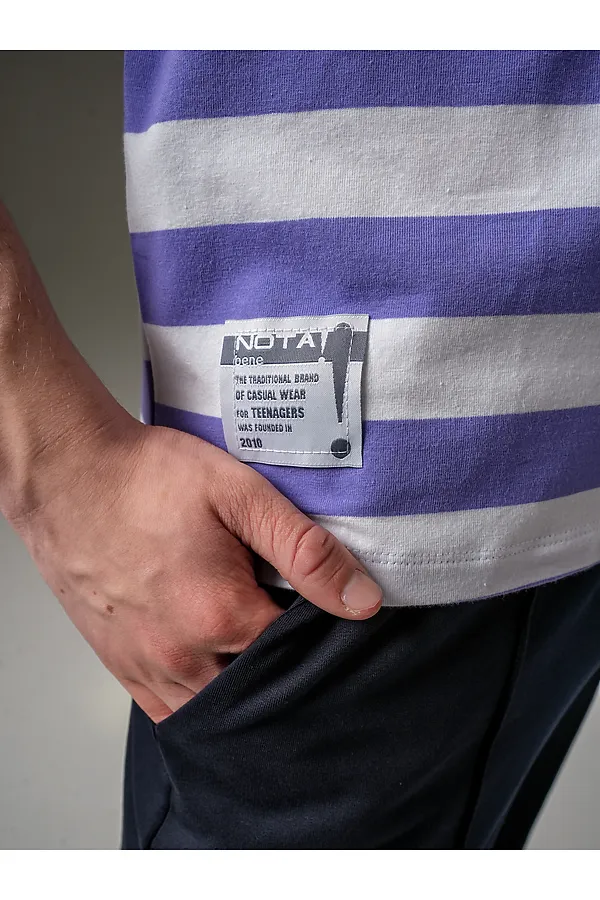 NOTA!
bene
THE TRADITIONAL BRAND
OF CASUAL WEAR
FOR TEENAGERS
WAS FOUNDED IN
2010